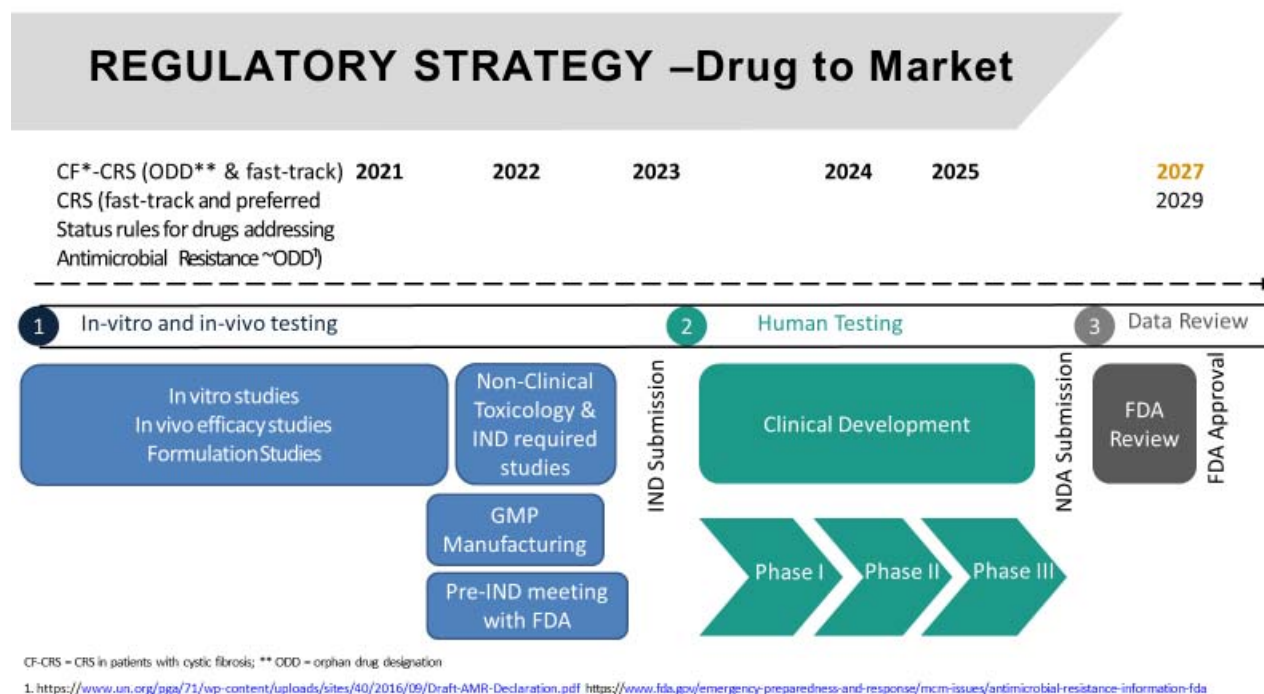 REGULATORY STRATEGY –Drug to Market
CF*-CRS (ODD** & fast-track) 2021 2022 2023 2024 2025 2027
CRS (fast-track and preferred 2029
Status rules for drugs addressing
Antimicrobial Resistance ~ODD¹)
1 In-vitro and in-vivo testing 2 Human Testing 3 Data Review
In vitro studies
In vivo efficacy studies
Formulation Studies
Non-Clinical
Toxicology &
IND required
studies
GMP
Manufacturing
Pre-IND meeting
with FDA
IND Submission
Clinical Development
Phase I Phase II Phase III
NDA Submission
FDA
Review
FDA Approval
CF-CRS = CRS in patients with cystic fibrosis; ** ODD = orphan drug designation
1. https://www.un.org/pga/71/wp-content/uploads/sites/40/2016/09/Draft-AMR-Declaration.pdf https://www.fda.gov/emergency-preparedness-and-response/mcm-issues/antimicrobial-resistance-information-fda